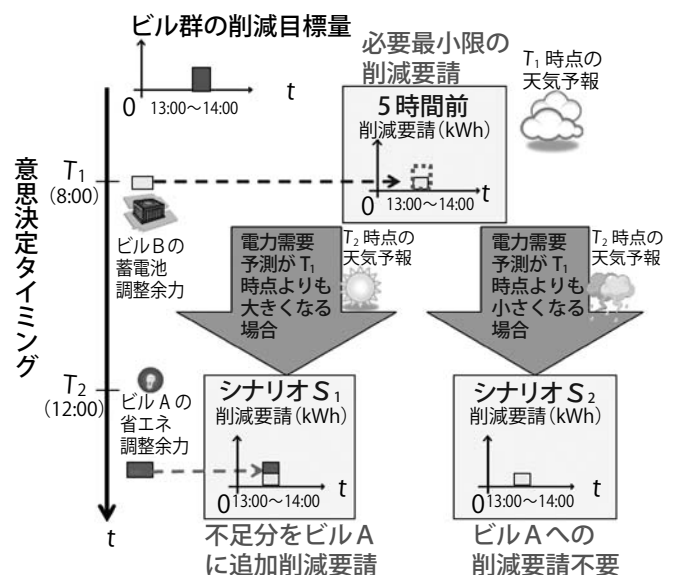 ビル群の削減目標量
t
0 13:00～14:00
必要最小限の
削減要請
T1 時点の
天気予報
5時間前
削減要請(kWh)
t
0 13:00～14:00
意思決定タイミング
T1
(8:00)
ビルBの
蓄電池
調整余力
電力需要
予測が T1
時点よりも
大きくなる
場合
T2 時点の
天気予報
電力需要
予測が T1
時点よりも
小さくなる
場合
T2 時点の
天気予報
T2
(12:00)
ビルAの
省エネ
調整余力
シナリオ S1
削減要請(kWh)
t
0 13:00～14:00
シナリオ S2
削減要請(kWh)
t
0 13:00～14:00
t
不足分をビルA
に追加削減要請
ビルAへの
削減要請不要